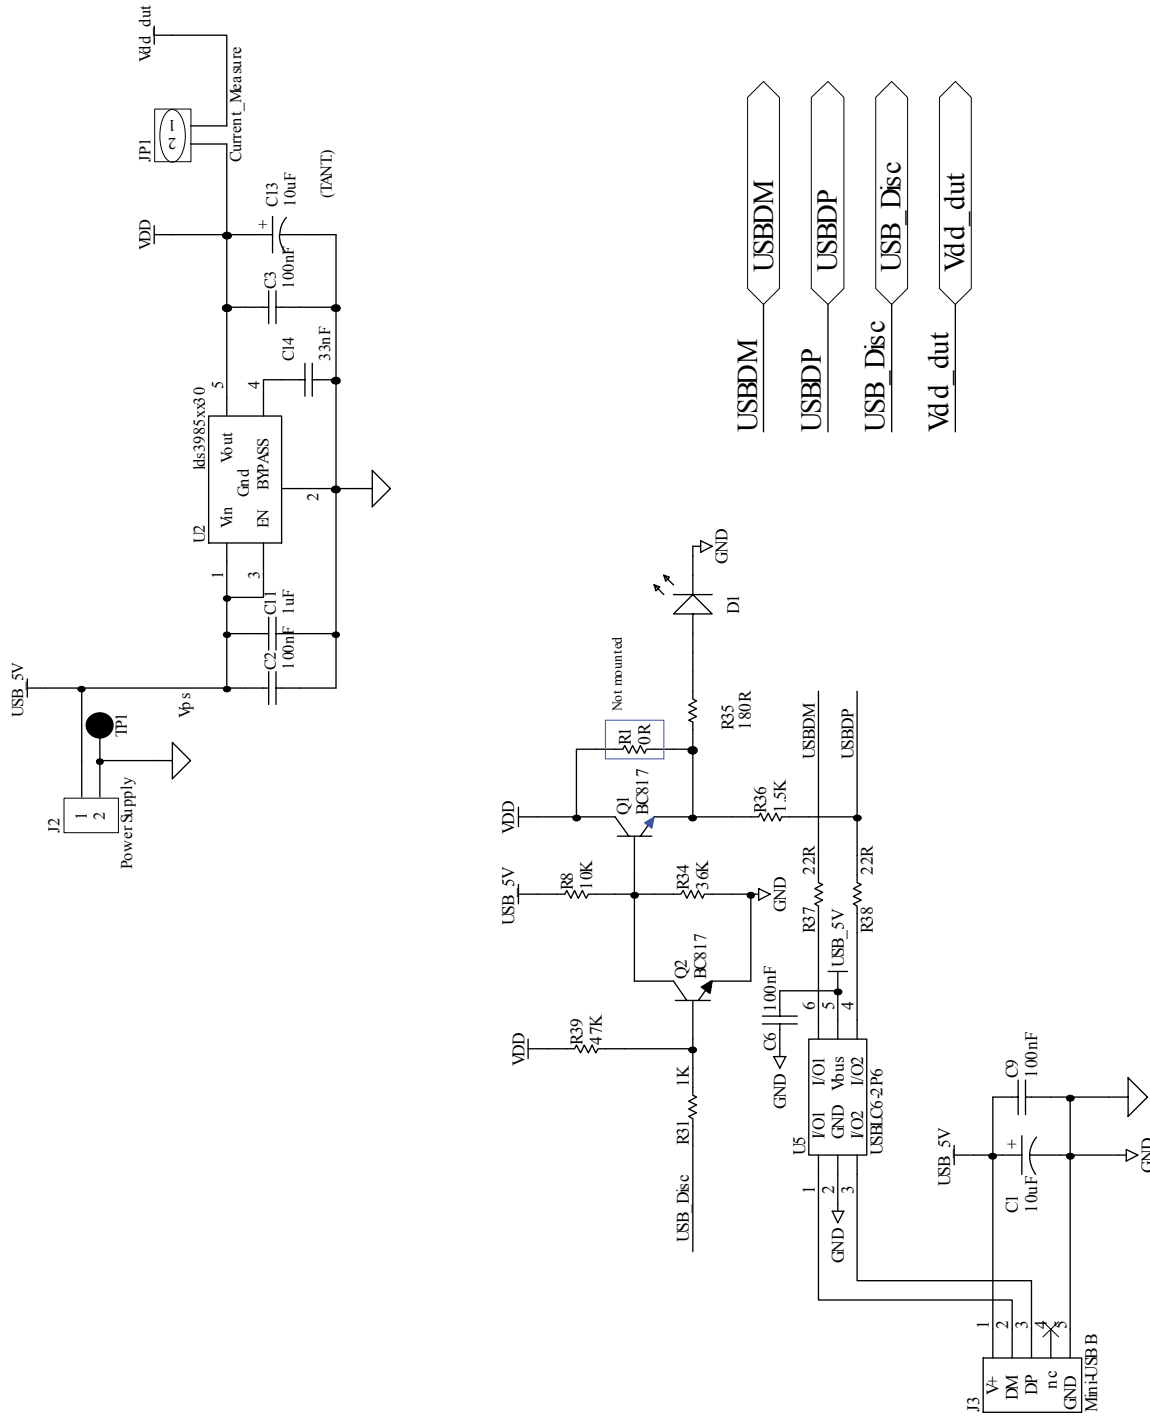 USB_5V
J2
1
2
Power Supply
TP1
Vps
C2
100nF
C11
1uF
1
3
U2
lds3985xx30
Vin
Vout
Gnd
EN
BYPASS
2
5
4
C14
33nF
C3
100nF
C13
10uF
+
(TANT.)
VDD
JP1
2
1
Current_Measure
Vdd_dut
USB_Disc
R31
1K
VDD
R39
47K
Q2
BC817
USB_5V
R8
10K
R34
36K
GND
VDD
Q1
BC817
R1
0R
Not mounted
R35
180R
D1
GND
R36
1.5K
USBDM
USBDP
R37
22R
R38
22R
USB_5V
C6
100nF
GND
U5
I/O1
I/O1
GND
Vbus
I/O2
I/O2
USBLC6-2P6
1
2
3
6
5
4
GND
J3
V+
DM
DP
nc
GND
Mini-USB B
1
2
3
4
5
USB_5V
C1
10uF
+
C9
100nF
GND
USBDM
USBDM
USBDP
USBDP
USB_Disc
USB_Disc
Vdd_dut
Vdd_dut